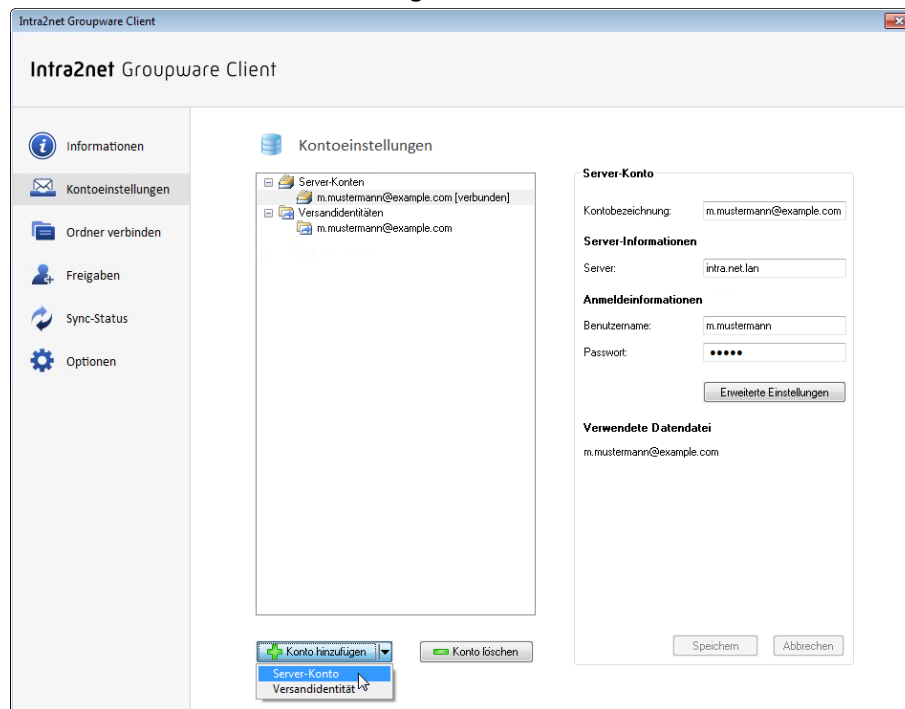 Intra2net Groupware Client
Intra2net Groupware Client
Informationen
Kontoeinstellungen
Ordner verbinden
Freigaben
Sync-Status
Optionen
Kontoeinstellungen
Server-Konten
m.mustermann@example.com [verbunden]
Versandidentitäten
m.mustermann@example.com
Konto hinzufügen
Konto löschen
Server-Konto
Versandidentität
Server-Konto
Kontobezeichnung: m.mustermann@example.com
Server-Informationen
Server: intra.net.lan
Anmeldeinformationen
Benutzername: m.mustermann
Passwort: •••••
Erweiterte Einstellungen
Verwendete Datendatei
m.mustermann@example.com
Speichern Abbrechen